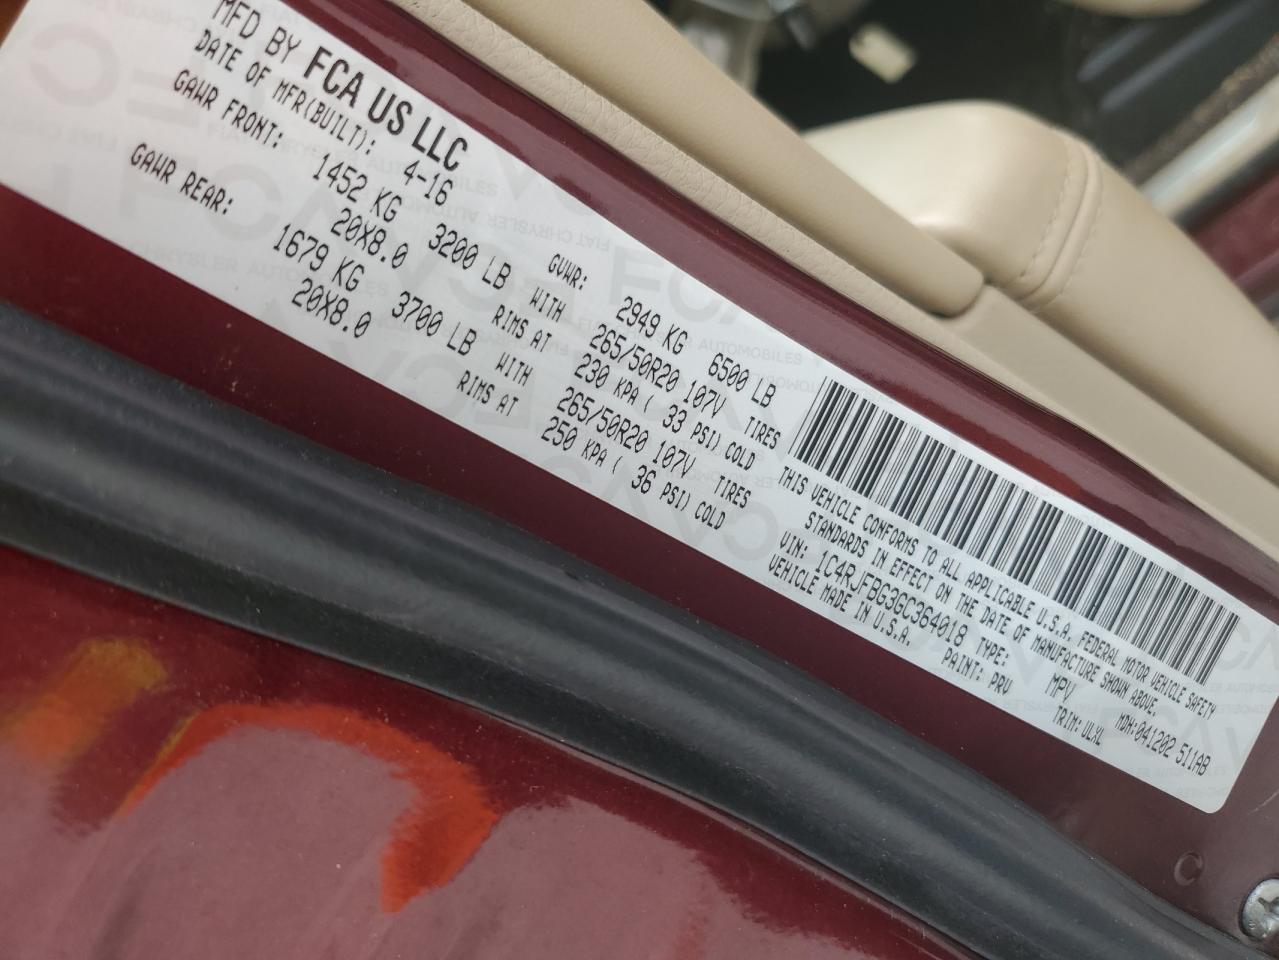 MFD BY FCA US LLC
DATE OF MFR(BUILT): 4-16 GVWR: 2949 KG 6500 LB
GAWR FRONT: 1452 KG 3200 LB WITH 265/50R20 107V TIRES
20X8.0 RIMS AT 230 KPA ( 33 PSI) COLD
GAWR REAR: 1679 KG 3700 LB WITH 265/50R20 107V TIRES
20X8.0 RIMS AT 250 KPA ( 36 PSI) COLD
THIS VEHICLE CONFORMS TO ALL APPLICABLE U.S.A. FEDERAL MOTOR VEHICLE SAFETY
STANDARDS IN EFFECT ON THE DATE OF MANUFACTURE SHOWN ABOVE.
VIN: 1C4RJFBG3GC364018 TYPE: MPV MDH:041202 511AB
VEHICLE MADE IN U.S.A. PAINT: PRV TRIM:ULXL